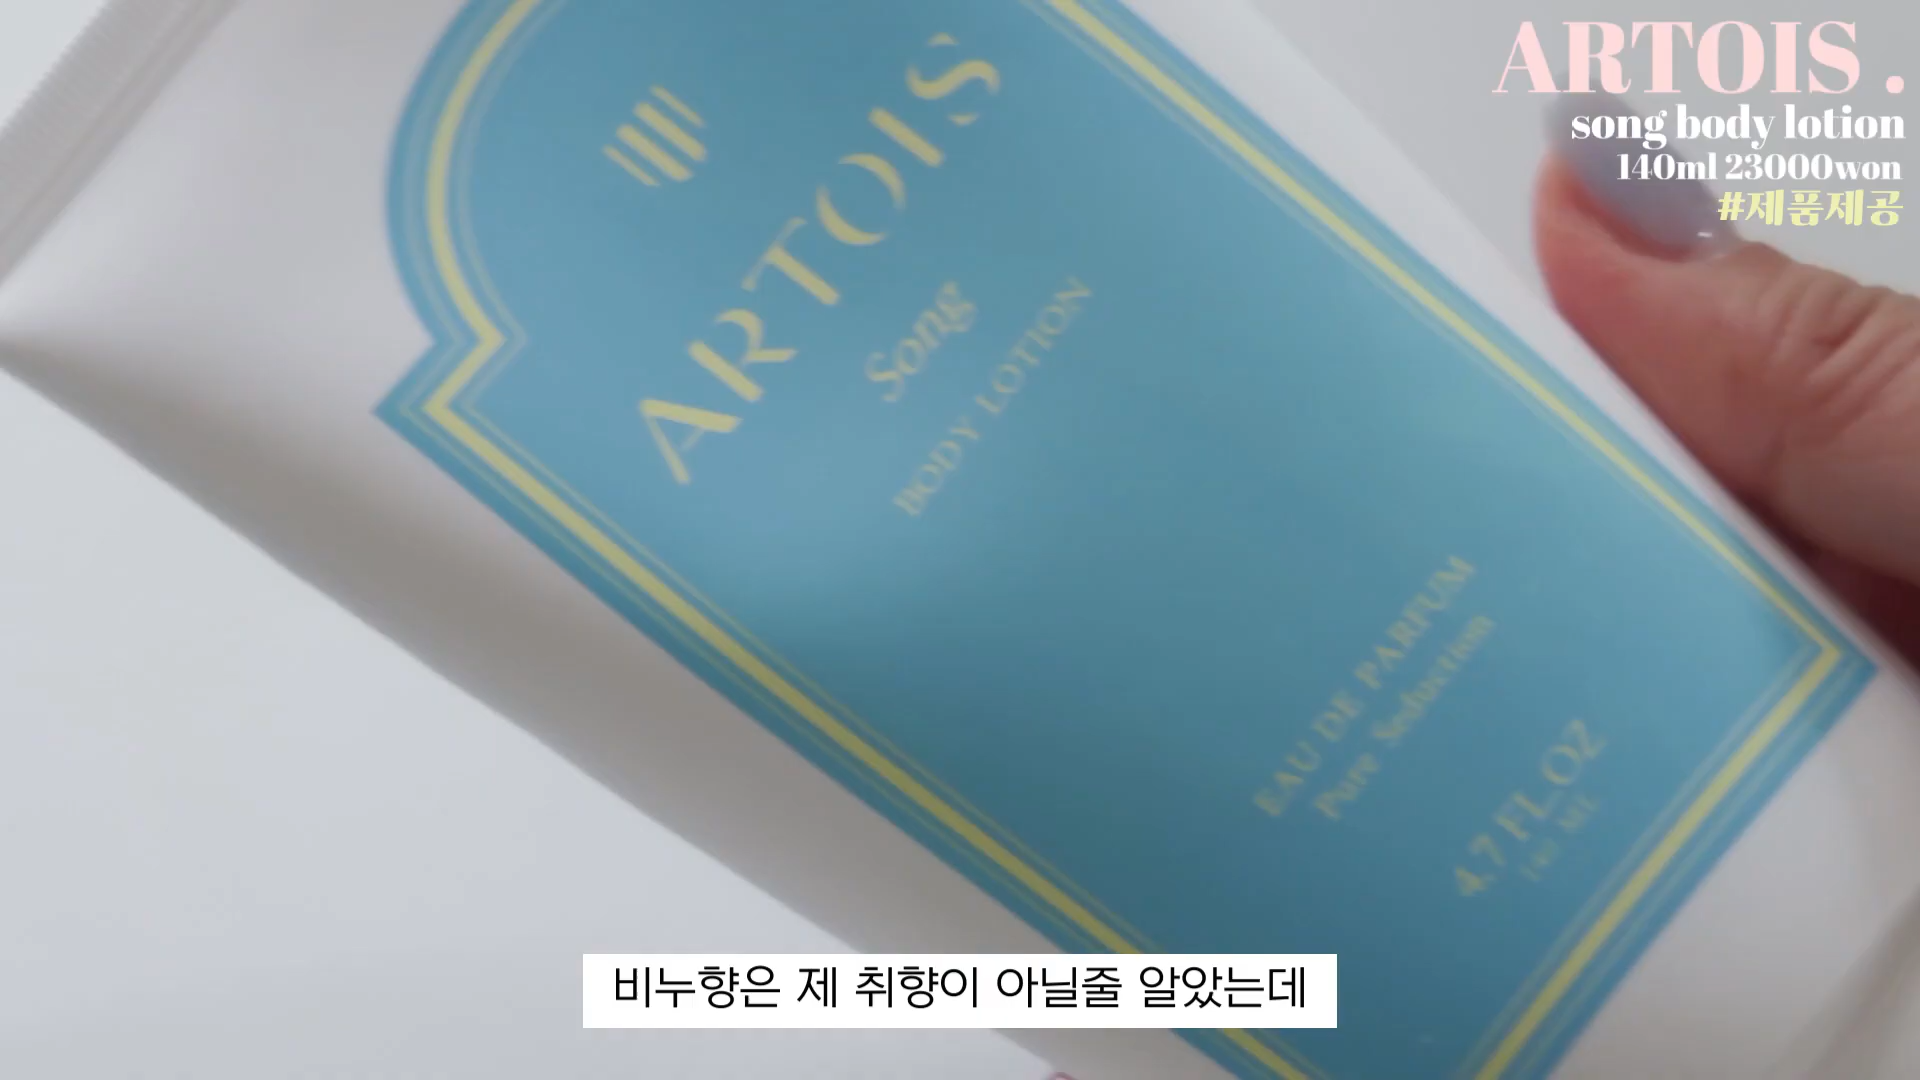 ARTOIS .
song body lotion
140ml 23000won
#제품제공
ARTOIS
Song
BODY LOTION
EAU DE PARFUM
Pure Seduction
4.7 FL.OZ
140 ML
비누향은 제 취향이 아닐줄 알았는데